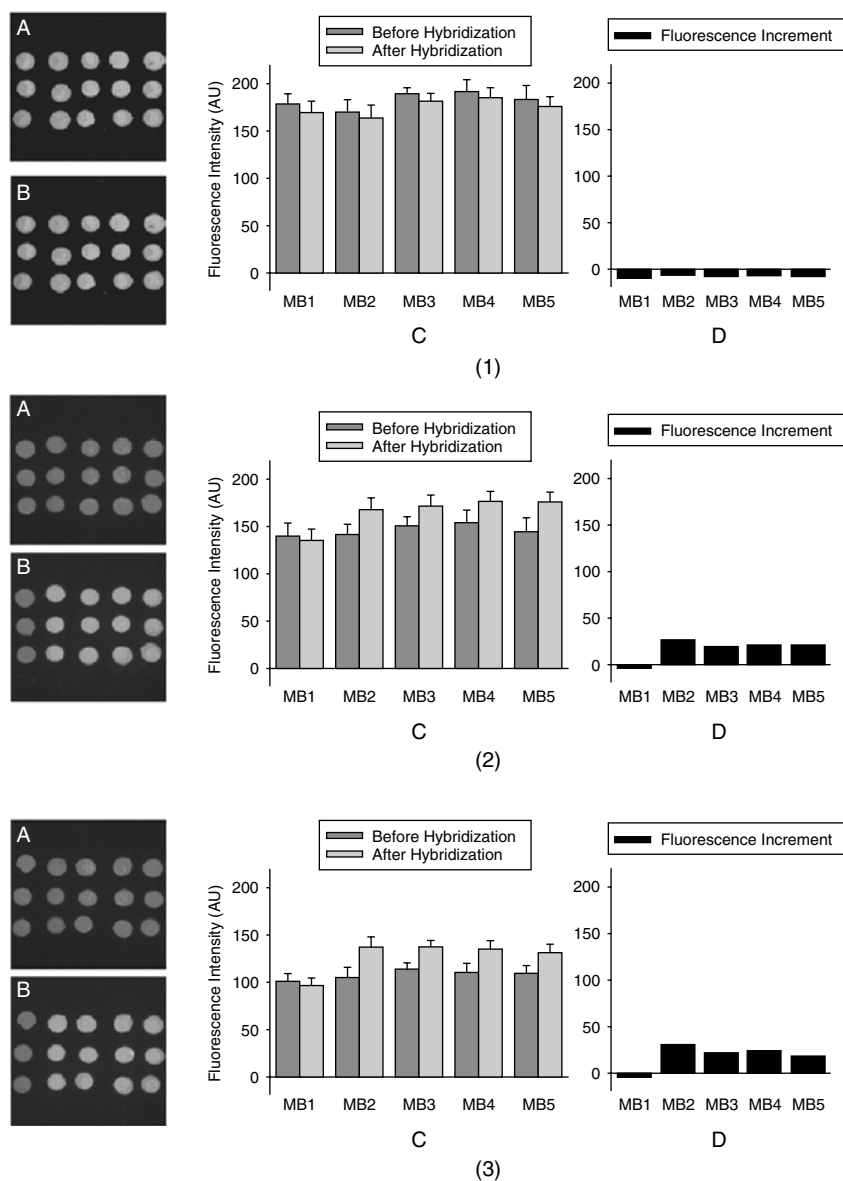 A
B
Before Hybridization
After Hybridization
Fluorescence Intensity (AU)
200
150
100
50
0
MB1 MB2 MB3 MB4 MB5
C
Fluorescence Increment
200
150
100
50
0
MB1 MB2 MB3 MB4 MB5
D
(1)
A
B
Before Hybridization
After Hybridization
Fluorescence Intensity (AU)
200
150
100
50
0
MB1 MB2 MB3 MB4 MB5
C
Fluorescence Increment
200
150
100
50
0
MB1 MB2 MB3 MB4 MB5
D
(2)
A
B
Before Hybridization
After Hybridization
Fluorescence Intensity (AU)
200
150
100
50
0
MB1 MB2 MB3 MB4 MB5
C
Fluorescence Increment
200
150
100
50
0
MB1 MB2 MB3 MB4 MB5
D
(3)